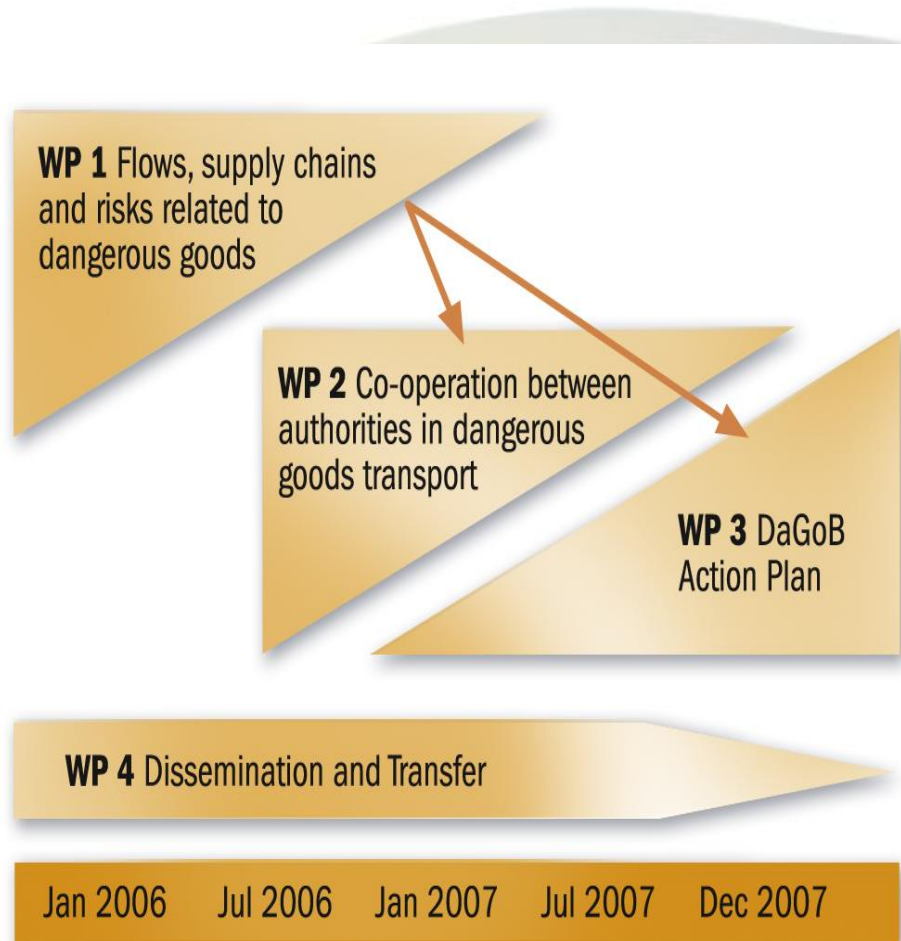 WP 1 Flows, supply chains
and risks related to
dangerous goods
WP 2 Co-operation between
authorities in dangerous
goods transport
WP 3 DaGoB
Action Plan
WP 4 Dissemination and Transfer
Jan 2006 Jul 2006 Jan 2007 Jul 2007 Dec 2007